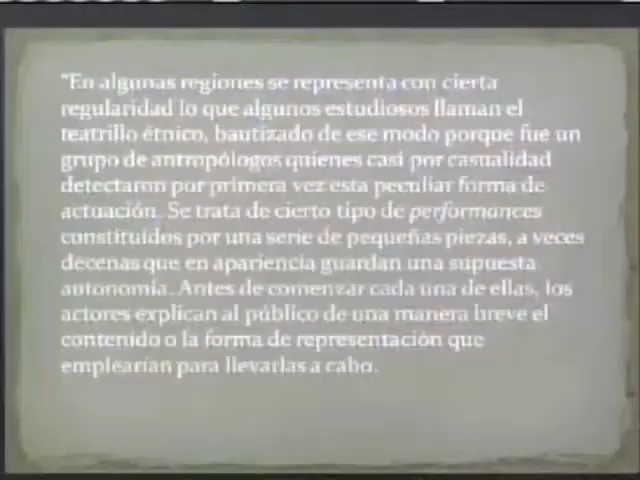 "En algunas regiones se representa con cierta
regularidad lo que algunos estudiosos llaman el
teatrillo étnico, bautizado de ese modo porque fue un
grupo de antropólogos quienes casi por casualidad
detectaron por primera vez esta peculiar forma de
actuación. Se trata de cierto tipo de performances
constituidos por una serie de pequeñas piezas, a veces
decenas que en apariencia guardan una supuesta
autonomía. Antes de comenzar cada una de ellas, los
actores explican al público de una manera breve el
contenido o la forma de representación que
emplearían para llevarlas a cabo.